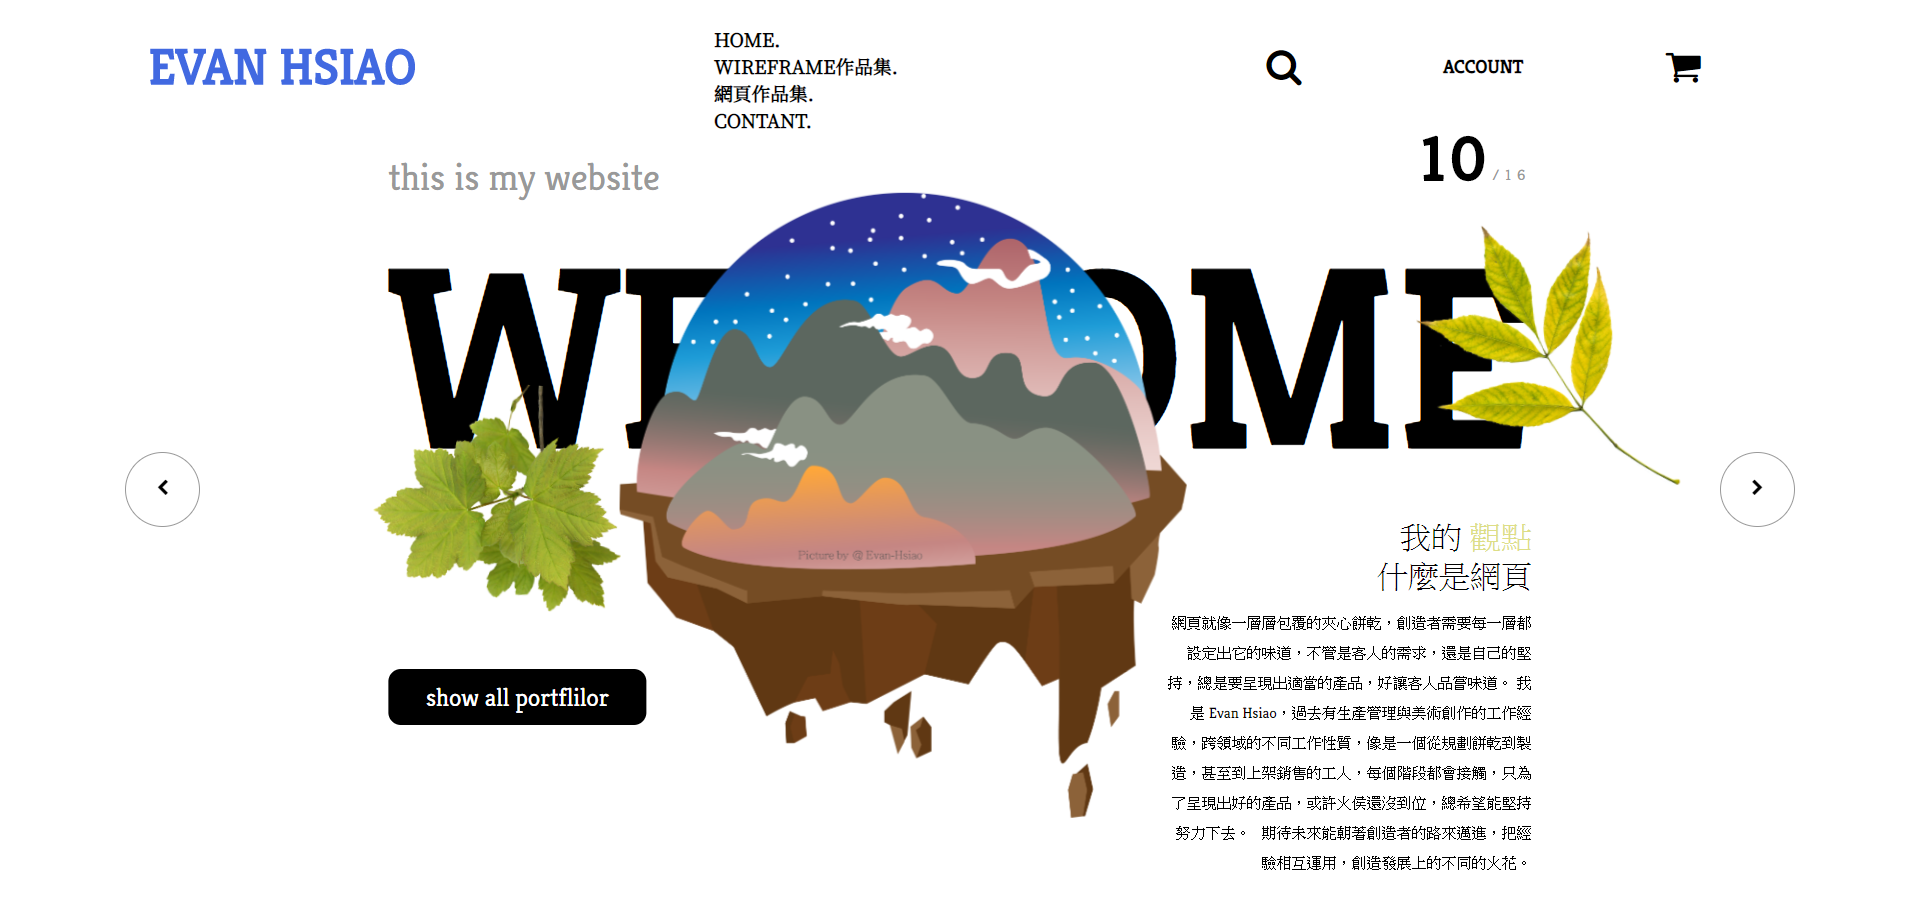 EVAN HSIAO
HOME.
WIREFRAME作品集.
網頁作品集.
CONTANT.
ACCOUNT
this is my website
10 /16
WELCOME
Picture by @ Evan-Hsiao
我的 觀點
什麼是網頁
網頁就像一層層包覆的夾心餅乾，創造者需要每一層都
設定出它的味道，不管是客人的需求，還是自己的堅
持，總是要呈現出適當的產品，好讓客人品嘗味道。 我
是 Evan Hsiao，過去有生產管理與美術創作的工作經
驗，跨領域的不同工作性質，像是一個從規劃餅乾到製
造，甚至到上架銷售的工人，每個階段都會接觸，只為
了呈現出好的產品，或許火侯還沒到位，總希望能堅持
努力下去。 期待未來能朝著創造者的路來邁進，把經
驗相互運用，創造發展上的不同的火花。
show all portflilor